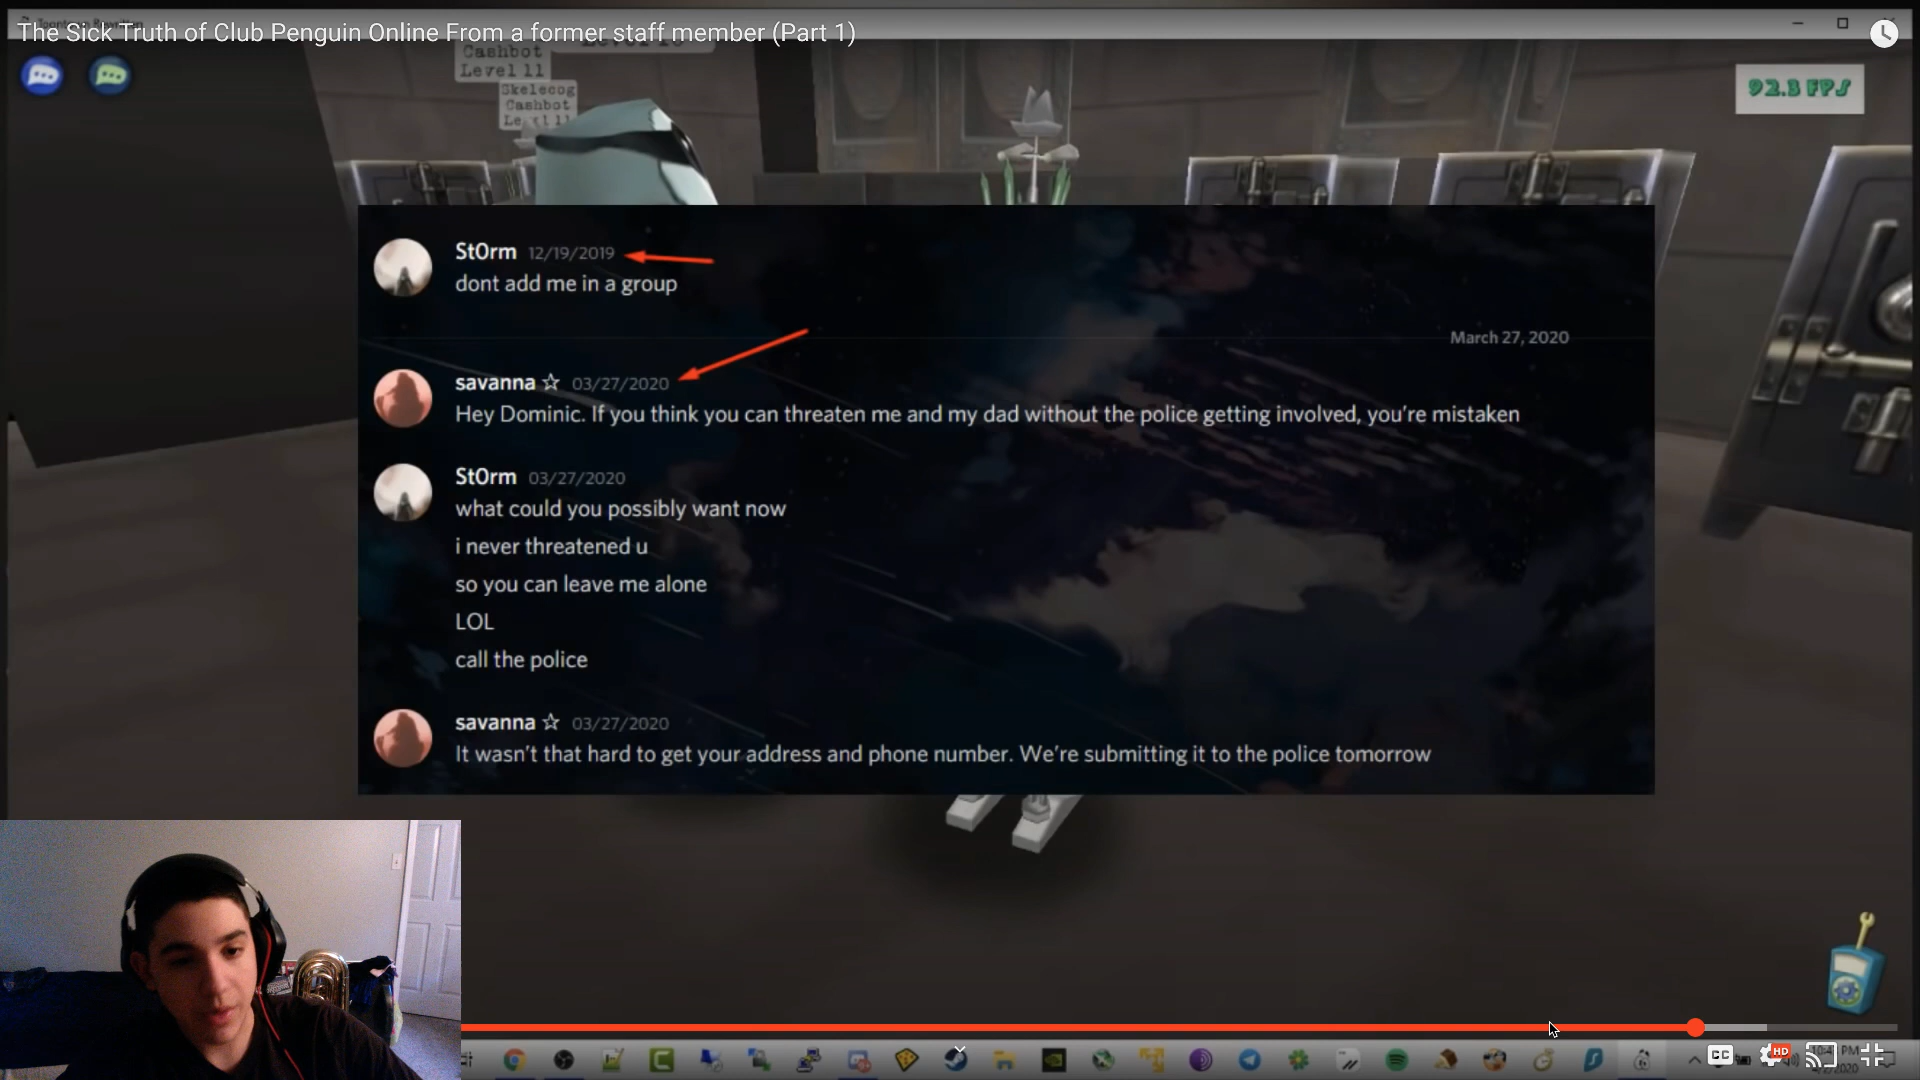 The Sick Truth of Club Penguin Online From a former staff member (Part 1)
Cashbot
Level 11
Skelecog
Cashbot
92.3 FPS
St0rm 12/19/2019
dont add me in a group
March 27, 2020
savanna ☆ 03/27/2020
Hey Dominic. If you think you can threaten me and my dad without the police getting involved, you're mistaken
St0rm 03/27/2020
what could you possibly want now
i never threatened u
so you can leave me alone
LOL
call the police
savanna ☆ 03/27/2020
It wasn't that hard to get your address and phone number. We're submitting it to the police tomorrow
CC
HD